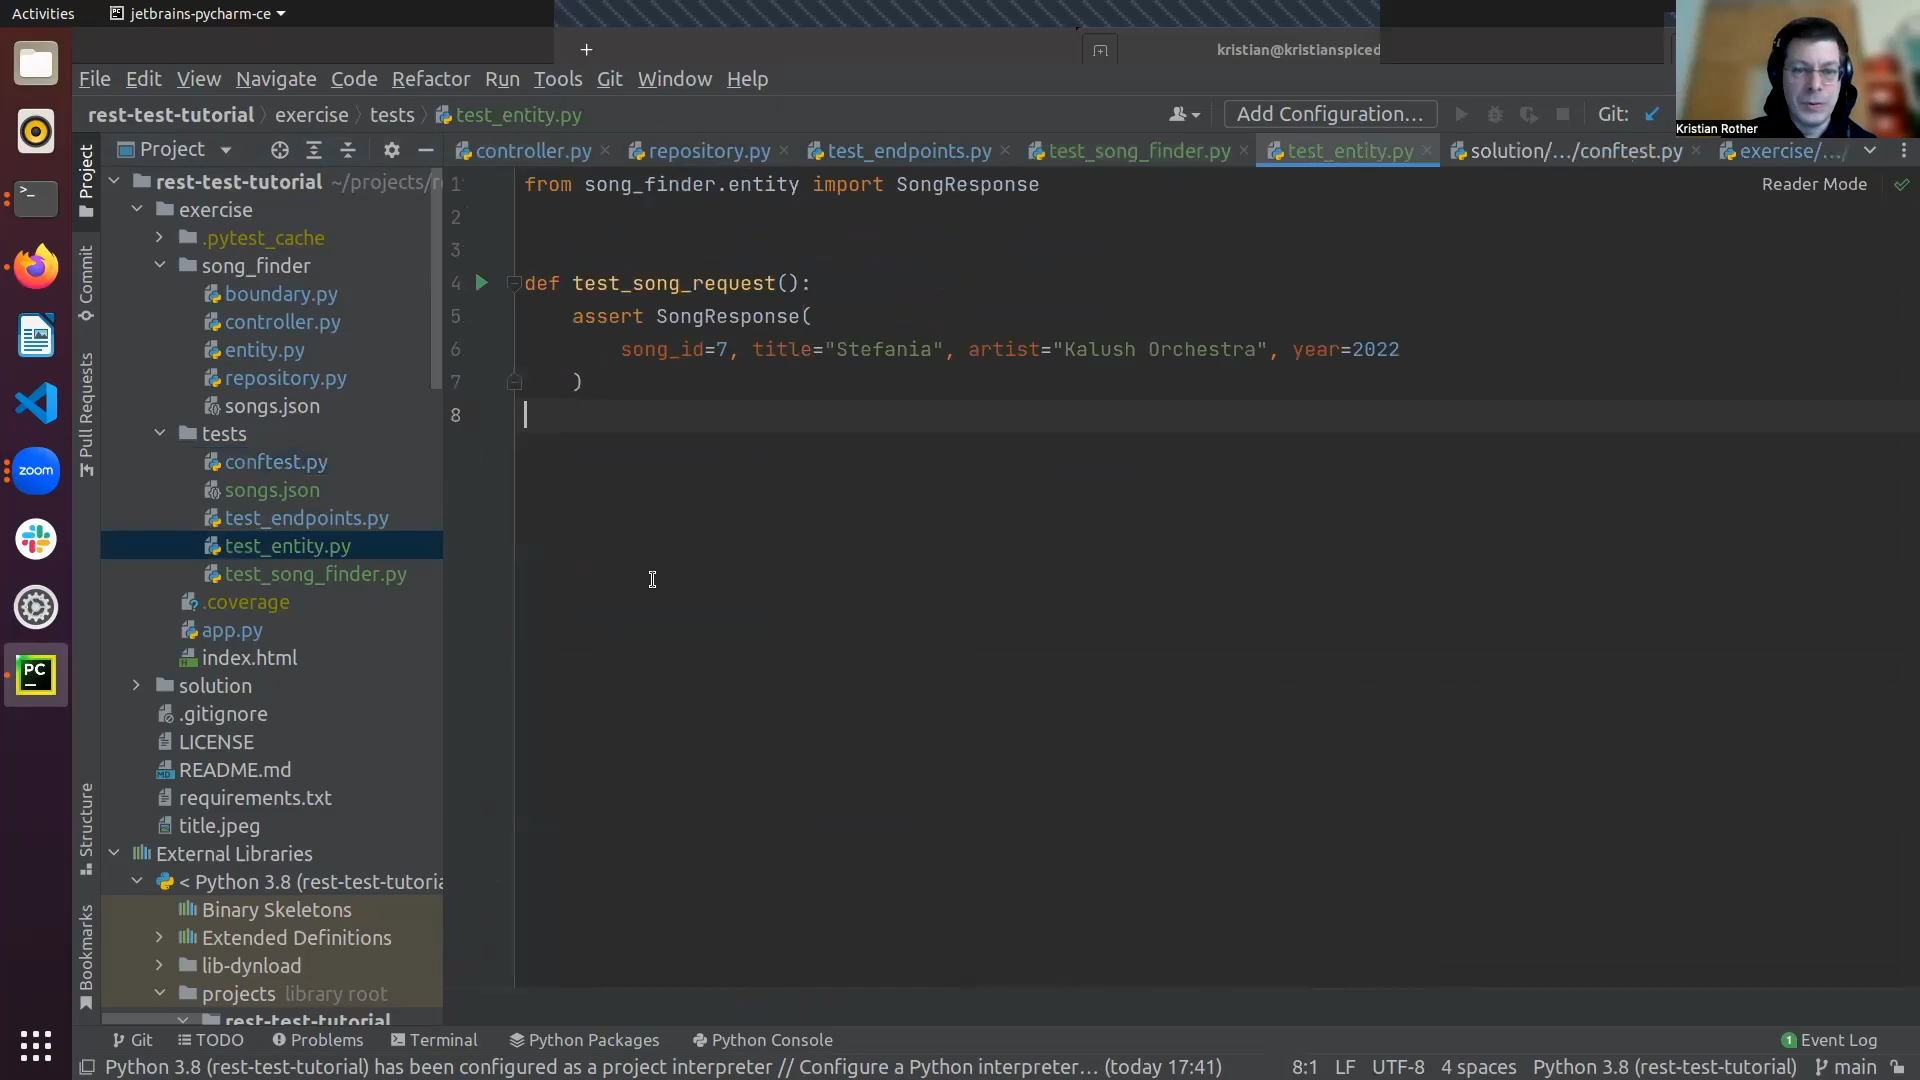 Activities
jetbrains-pycharm-ce
+
kristian@kristianspiced
File Edit View Navigate Code Refactor Run Tools Git Window Help
Kristian Rother
rest-test-tutorial exercise tests test_entity.py
Add Configuration...
Git:
Project
controller.py repository.py test_endpoints.py test_song_finder.py test_entity.py solution/.../conftest.py exercise/...
Project
Commit
Pull Requests
Structure
Bookmarks
rest-test-tutorial ~/projects/r
exercise
.pytest_cache
song_finder
boundary.py
controller.py
entity.py
repository.py
songs.json
tests
conftest.py
songs.json
test_endpoints.py
test_entity.py
test_song_finder.py
.coverage
app.py
index.html
solution
.gitignore
LICENSE
README.md
requirements.txt
title.jpeg
External Libraries
< Python 3.8 (rest-test-tutoria
Binary Skeletons
Extended Definitions
lib-dynload
projects library root
rest-test-tutorial
Reader Mode
1 from song_finder.entity import SongResponse
2
3
4 def test_song_request():
5 assert SongResponse(
6 song_id=7, title="Stefania", artist="Kalush Orchestra", year=2022
7 )
8
zoom
PC
Git TODO Problems Terminal Python Packages Python Console
1 Event Log
Python 3.8 (rest-test-tutorial) has been configured as a project interpreter // Configure a Python interpreter... (today 17:41)
8:1 LF UTF-8 4 spaces Python 3.8 (rest-test-tutorial) main